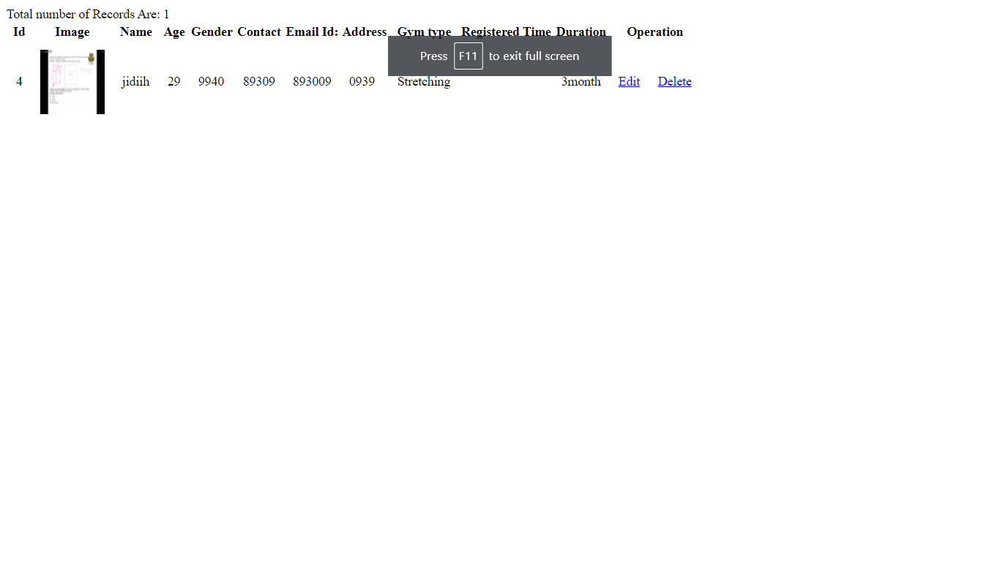 Total number of Records Are: 1
Id Image Name Age Gender Contact Email Id: Address Gym type Registered Time Duration Operation
Press F11 to exit full screen
4 jidiih 29 9940 89309 893009 0939 Stretching 3month Edit Delete